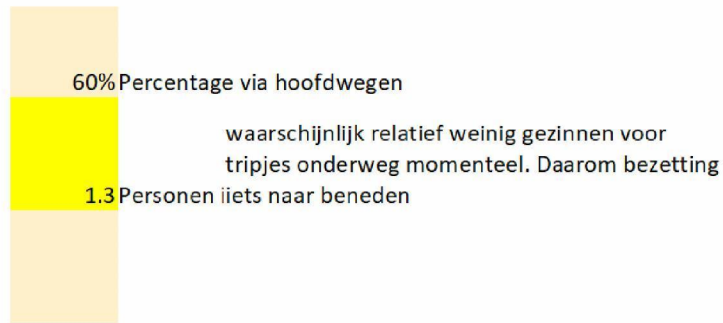 60% Percentage via hoofdwegen
waarschijnlijk relatief weinig gezinnen voor
tripjes onderweg momenteel. Daarom bezetting
1.3 Personen iiets naar beneden